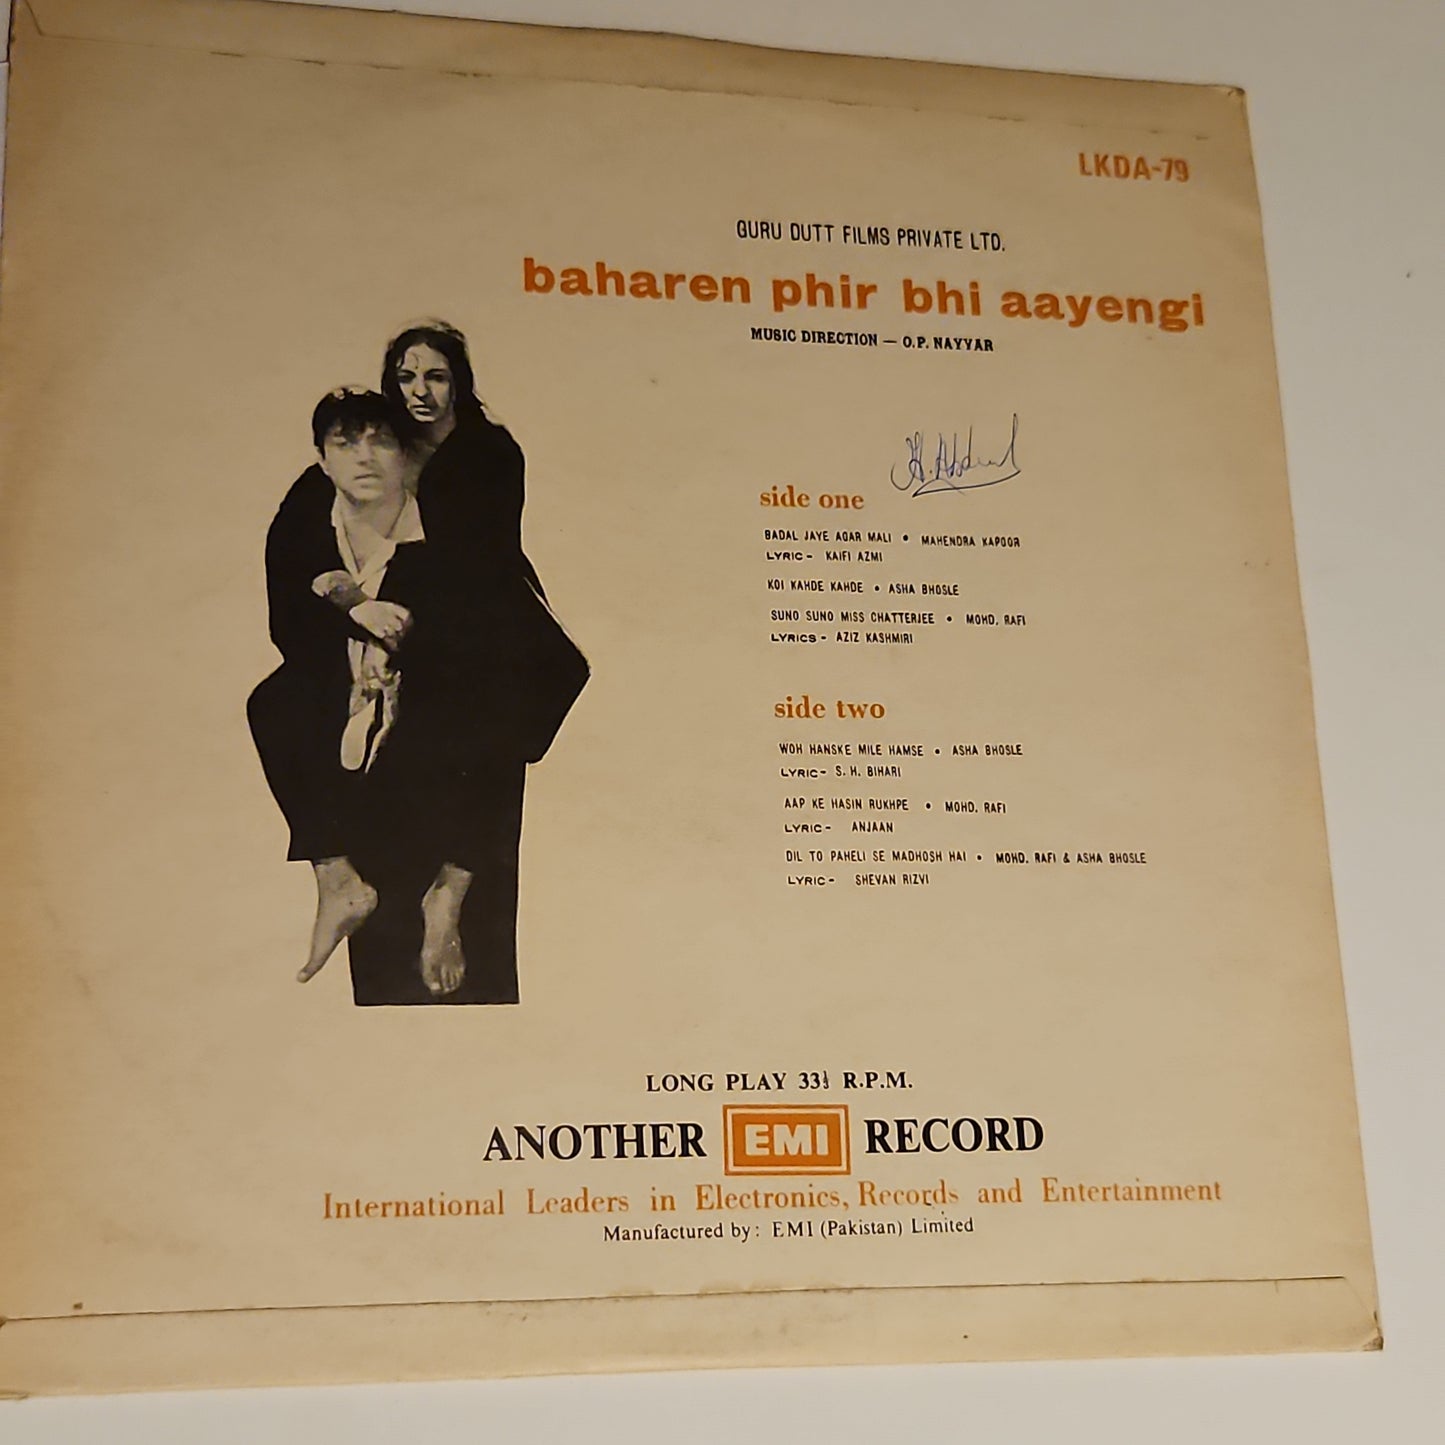 LKDA-79
GURU DUTT FILMS PRIVATE LTD.
baharen phir bhi aayengi
MUSIC DIRECTION — O.P. NAYYAR
H. Abdul
side one
BADAL JAYE AGAR MALI • MAHENDRA KAPOOR
LYRIC - KAIFI AZMI
KOI KAHDE KAHDE • ASHA BHOSLE
SUNO SUNO MISS CHATTERJEE • MOHD. RAFI
LYRICS - AZIZ KASHMIRI
side two
WOH HANSKE MILE HAMSE • ASHA BHOSLE
LYRIC - S. H. BIHARI
AAP KE HASIN RUKHPE • MOHD. RAFI
LYRIC - ANJAAN
DIL TO PAHELI SE MADHOSH HAI • MOHD. RAFI & ASHA BHOSLE
LYRIC - SHEVAN RIZVI
LONG PLAY 33⅓ R.P.M.
ANOTHER EMI RECORD
International Leaders in Electronics, Records and Entertainment
Manufactured by: EMI (Pakistan) Limited